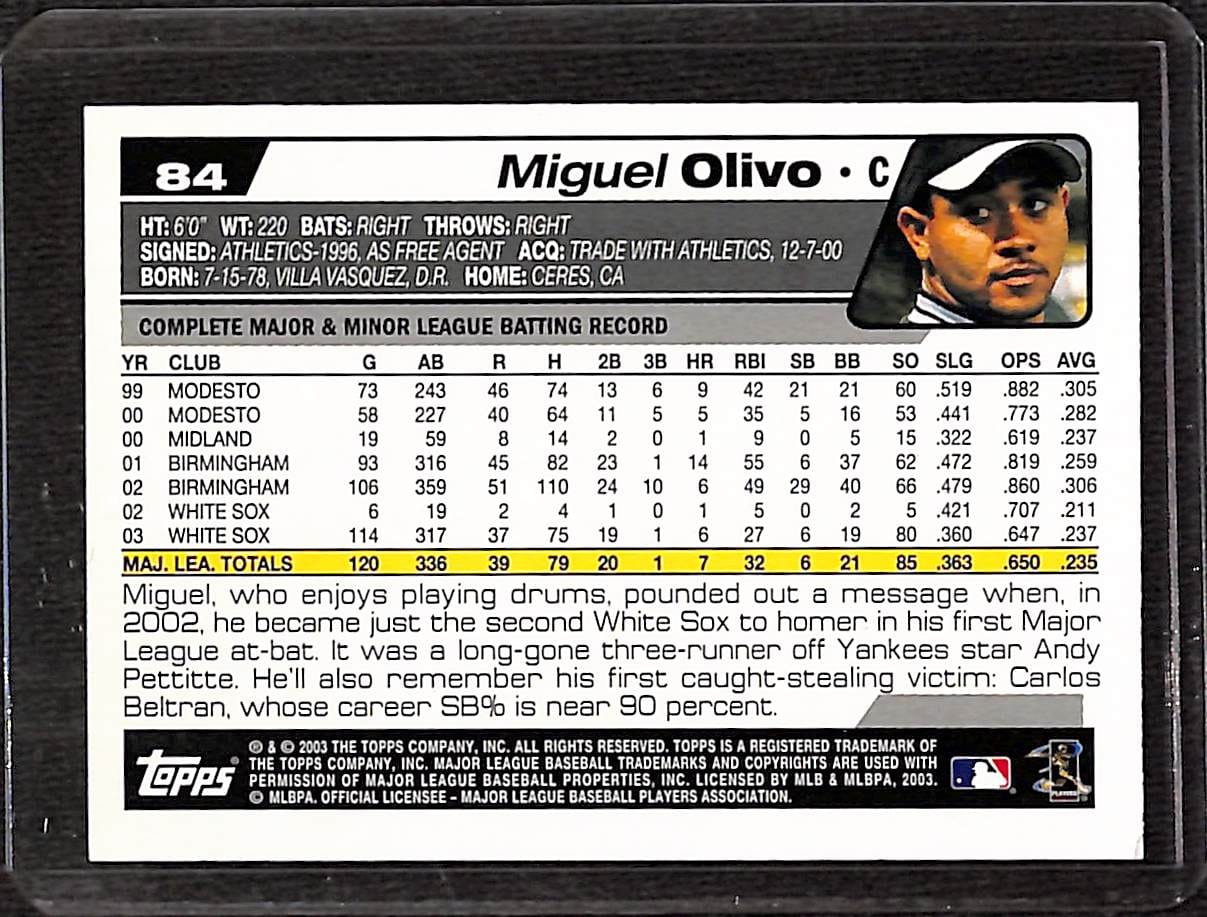 84 Miguel Olivo • C
HT: 6'0" WT: 220 BATS: RIGHT THROWS: RIGHT
SIGNED: ATHLETICS-1996, AS FREE AGENT ACQ: TRADE WITH ATHLETICS, 12-7-00
BORN: 7-15-78, VILLA VASQUEZ, D.R. HOME: CERES, CA
COMPLETE MAJOR & MINOR LEAGUE BATTING RECORD
YR CLUB G AB R H 2B 3B HR RBI SB BB SO SLG OPS AVG
99 MODESTO 73 243 46 74 13 6 9 42 21 21 60 .519 .882 .305
00 MODESTO 58 227 40 64 11 5 5 35 5 16 53 .441 .773 .282
00 MIDLAND 19 59 8 14 2 0 1 9 0 5 15 .322 .619 .237
01 BIRMINGHAM 93 316 45 82 23 1 14 55 6 37 62 .472 .819 .259
02 BIRMINGHAM 106 359 51 110 24 10 6 49 29 40 66 .479 .860 .306
02 WHITE SOX 6 19 2 4 1 0 1 5 0 2 5 .421 .707 .211
03 WHITE SOX 114 317 37 75 19 1 6 27 6 19 80 .360 .647 .237
MAJ. LEA. TOTALS 120 336 39 79 20 1 7 32 6 21 85 .363 .650 .235
Miguel, who enjoys playing drums, pounded out a message when, in
2002, he became just the second White Sox to homer in his first Major
League at-bat. It was a long-gone three-runner off Yankees star Andy
Pettitte. He'll also remember his first caught-stealing victim: Carlos
Beltran, whose career SB% is near 90 percent.
topps®
® & © 2003 THE TOPPS COMPANY, INC. ALL RIGHTS RESERVED. TOPPS IS A REGISTERED TRADEMARK OF
THE TOPPS COMPANY, INC. MAJOR LEAGUE BASEBALL TRADEMARKS AND COPYRIGHTS ARE USED WITH
PERMISSION OF MAJOR LEAGUE BASEBALL PROPERTIES, INC. LICENSED BY MLB & MLBPA, 2003.
© MLBPA. OFFICIAL LICENSEE – MAJOR LEAGUE BASEBALL PLAYERS ASSOCIATION.
PLAYERS